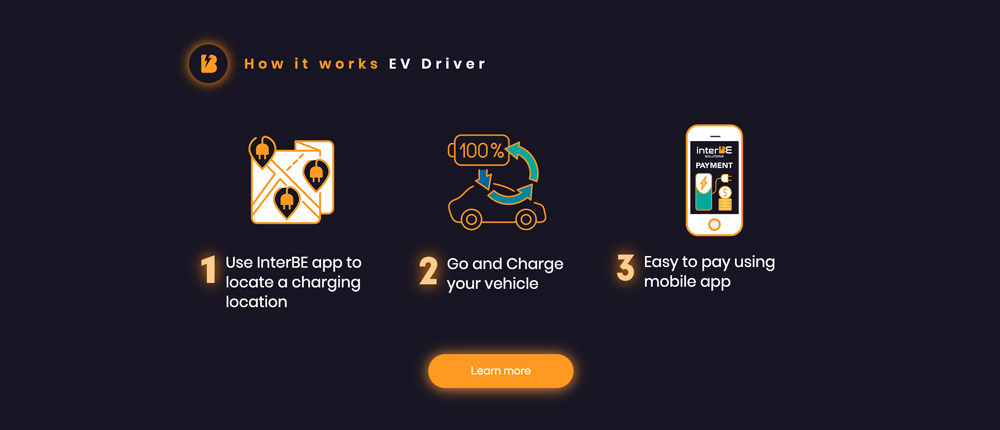 How it works EV Driver
100%
interBE
SOLUTIONS
PAYMENT
$
1 Use InterBE app to
locate a charging
location
2 Go and Charge
your vehicle
3 Easy to pay using
mobile app
Learn more